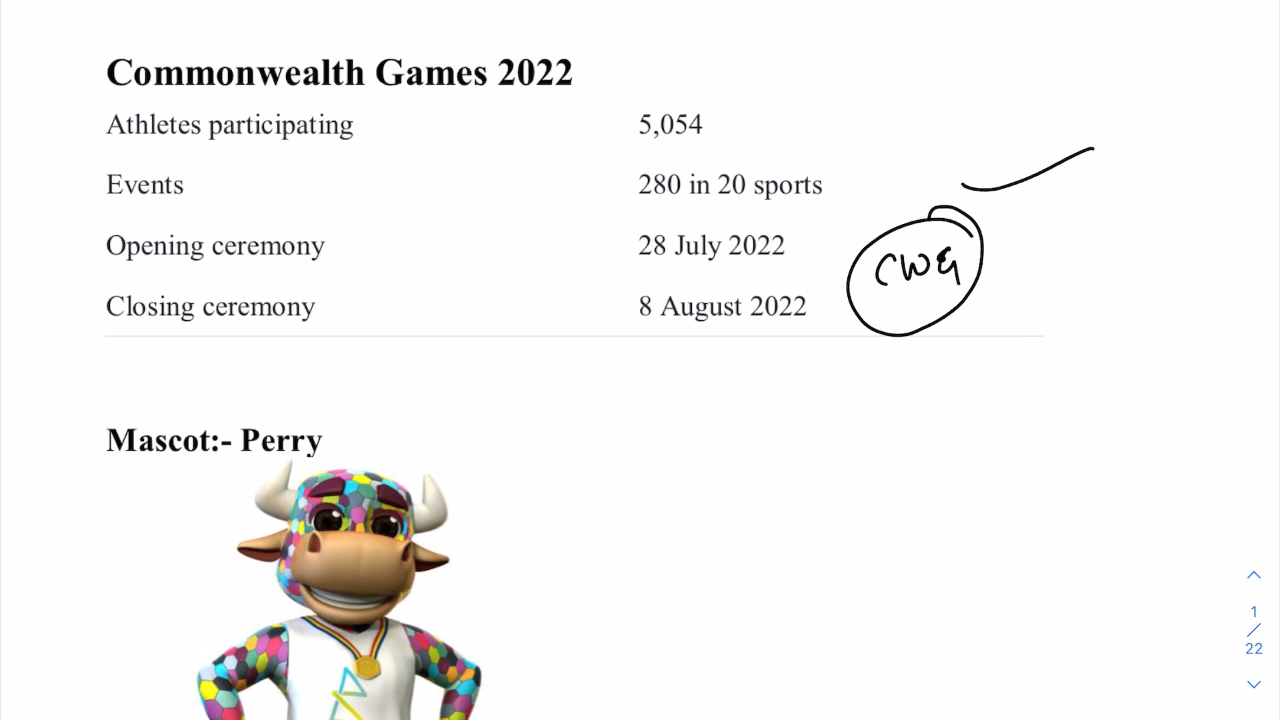 Commonwealth Games 2022
Athletes participating 5,054
Events 280 in 20 sports
Opening ceremony 28 July 2022
CWG
Closing ceremony 8 August 2022
Mascot:- Perry
1
/
22